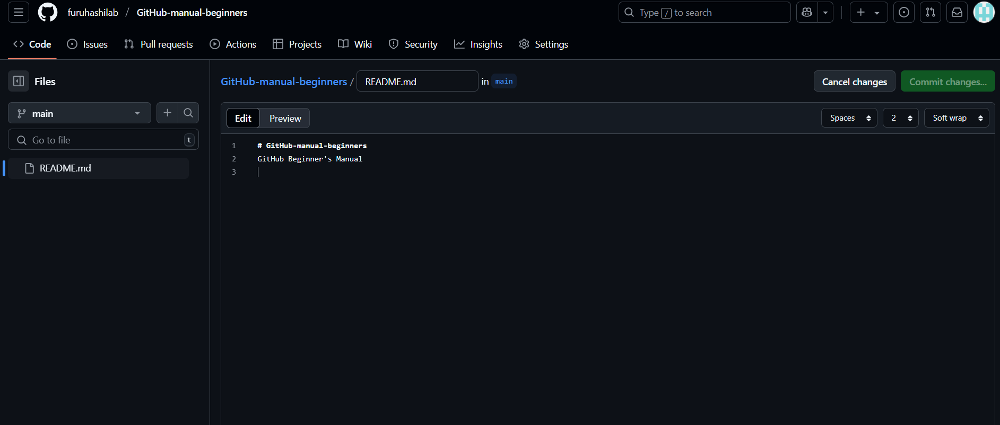 furuhashilab / GitHub-manual-beginners
Type / to search
Code
Issues
Pull requests
Actions
Projects
Wiki
Security
Insights
Settings
Files
main
Go to file
t
README.md
GitHub-manual-beginners / README.md in main
Cancel changes
Commit changes...
Edit
Preview
Spaces
2
Soft wrap
1 # GitHub-manual-beginners
2 GitHub Beginner's Manual
3